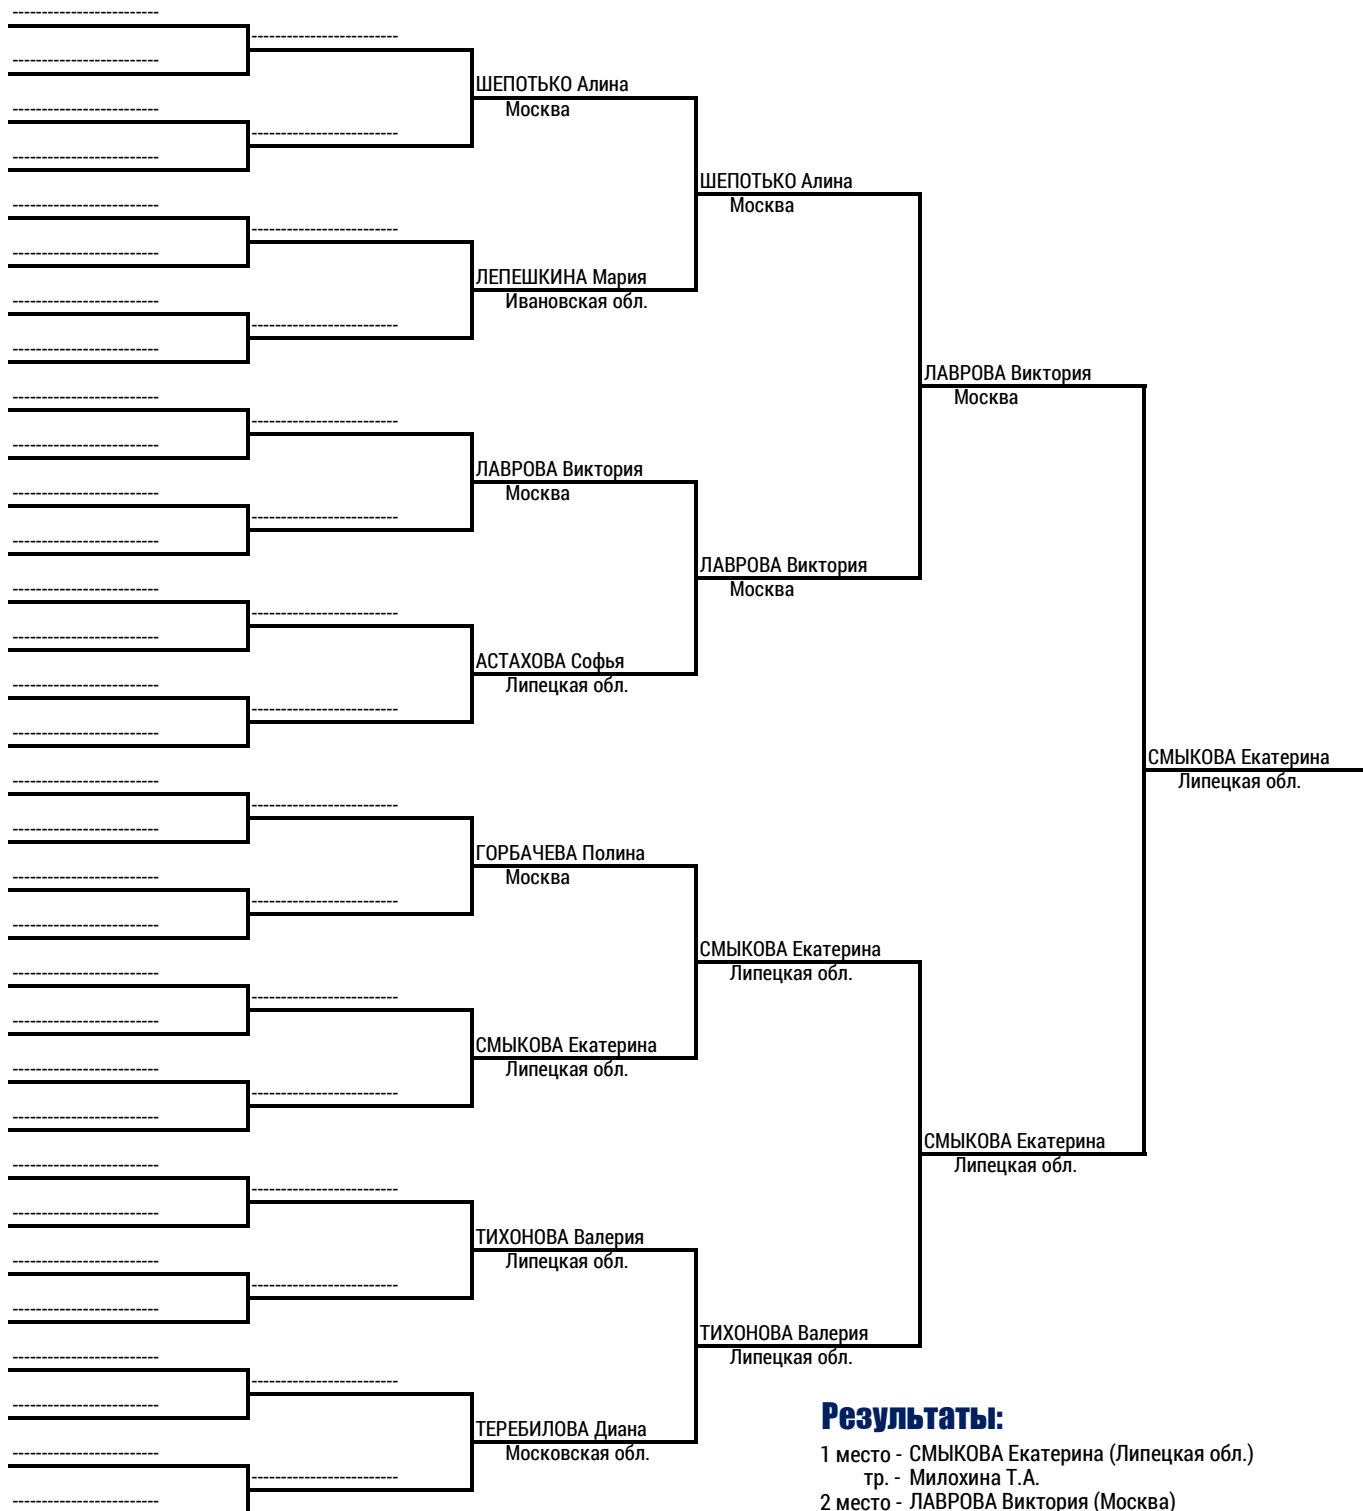 ШЕПОТЬКО Алина
Москва
ШЕПОТЬКО Алина
Москва
ЛЕПЕШКИНА Мария
Ивановская обл.
ЛАВРОВА Виктория
Москва
ЛАВРОВА Виктория
Москва
ЛАВРОВА Виктория
Москва
АСТАХОВА Софья
Липецкая обл.
СМЫКОВА Екатерина
Липецкая обл.
ГОРБАЧЕВА Полина
Москва
СМЫКОВА Екатерина
Липецкая обл.
СМЫКОВА Екатерина
Липецкая обл.
СМЫКОВА Екатерина
Липецкая обл.
ТИХОНОВА Валерия
Липецкая обл.
ТИХОНОВА Валерия
Липецкая обл.
ТЕРЕБИЛОВА Диана
Московская обл.
Результаты:
1 место - СМЫКОВА Екатерина (Липецкая обл.)
тр. - Милохина Т.А.
2 место - ЛАВРОВА Виктория (Москва)